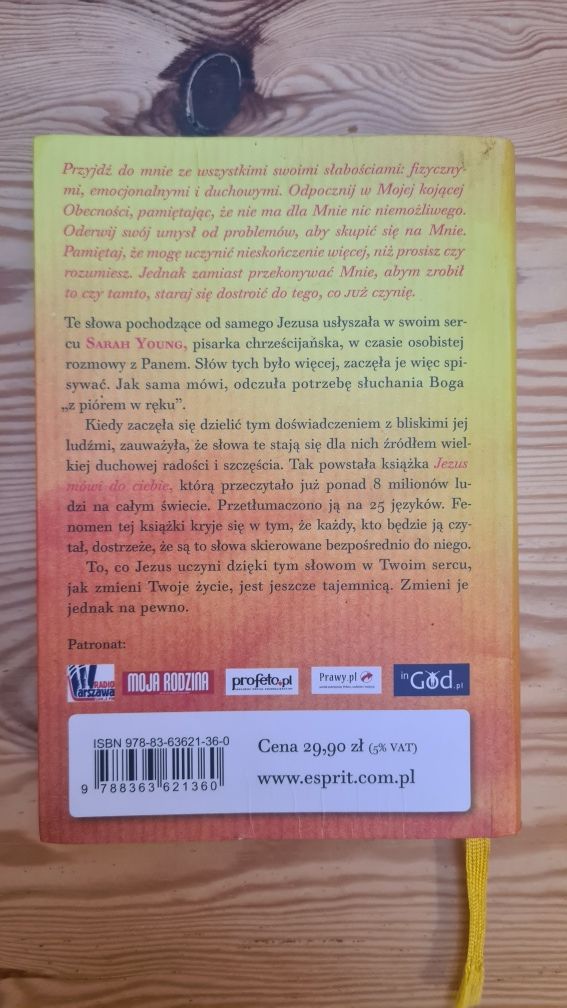 Przyjdź do mnie ze wszystkimi swoimi słabościami: fizyczny-
mi, emocjonalnymi i duchowymi. Odpocznij w Mojej kojącej
Obecności, pamiętając, że nie ma dla Mnie nic niemożliwego.
Oderwij swój umysł od problemów, aby skupić się na Mnie.
Pamiętaj, że mogę uczynić nieskończenie więcej, niż prosisz czy
rozumiesz. Jednak zamiast przekonywać Mnie, abym zrobił
to czy tamto, staraj się dostroić do tego, co JUŻ czynię.
Te słowa pochodzące od samego Jezusa usłyszała w swoim ser-
cu SARAH YOUNG, pisarka chrześcijańska, w czasie osobistej
rozmowy z Panem. Słów tych było więcej, zaczęła je więc spi-
sywać. Jak sama mówi, odczuła potrzebę słuchania Boga
„z piórem w ręku”.
Kiedy zaczęła się dzielić tym doświadczeniem z bliskimi jej
ludźmi, zauważyła, że słowa te stają się dla nich źródłem wiel-
kiej duchowej radości i szczęścia. Tak powstała książka Jezus
mówi do ciebie, którą przeczytało już ponad 8 milionów lu-
dzi na całym świecie. Przetłumaczono ją na 25 języków. Fe-
nomen tej książki kryje się w tym, że każdy, kto będzie ją czy-
tał, dostrzeże, że są to słowa skierowane bezpośrednio do niego.
To, co Jezus uczyni dzięki tym słowom w Twoim sercu,
jak zmieni Twoje życie, jest jeszcze tajemnicą. Zmieni je
jednak na pewno.
Patronat:
RADIO
Warszawa
MOJA RODZINA
profeto.pl
Prawy.pl
in God.pl
ISBN 978-83-63621-36-0
9 788363 621360
Cena 29,90 zł (5% VAT)
www.esprit.com.pl